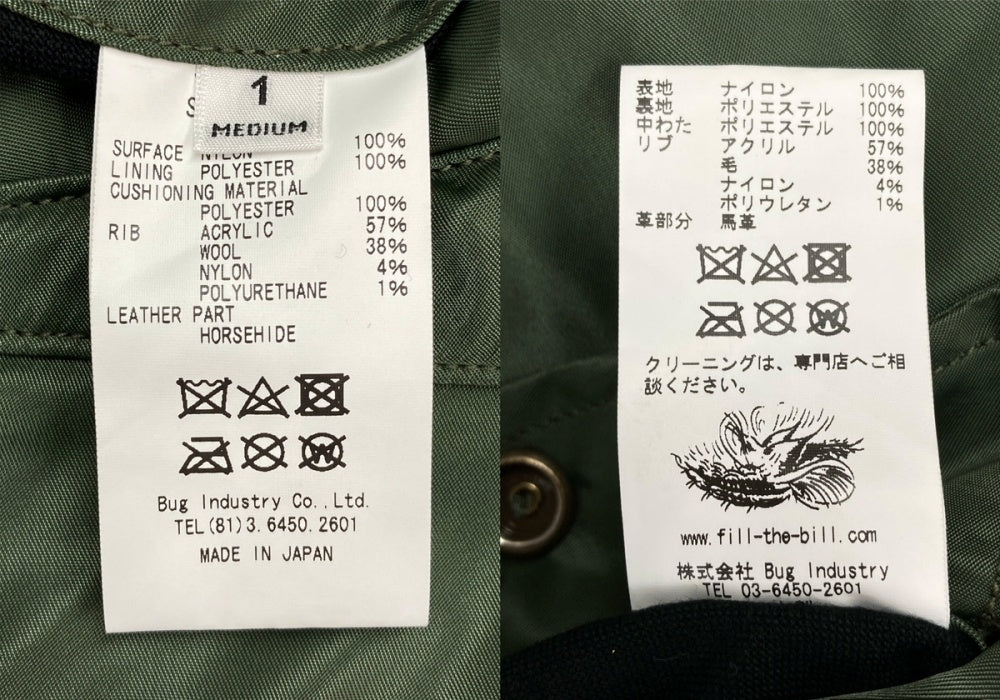 1
MEDIUM
SURFACE NYLON 100%
LINING POLYESTER 100%
CUSHIONING MATERIAL
POLYESTER 100%
RIB ACRYLIC 57%
WOOL 38%
NYLON 4%
POLYURETHANE 1%
LEATHER PART
HORSEHIDE
Bug Industry Co.,Ltd.
TEL(81)3.6450.2601
MADE IN JAPAN
表地 ナイロン 100%
裏地 ポリエステル 100%
中わた ポリエステル 100%
リブ アクリル 57%
毛 38%
ナイロン 4%
ポリウレタン 1%
革部分 馬革
クリーニングは、専門店へご相
談ください。
www.fill-the-bill.com
株式会社 Bug Industry
TEL 03-6450-2601